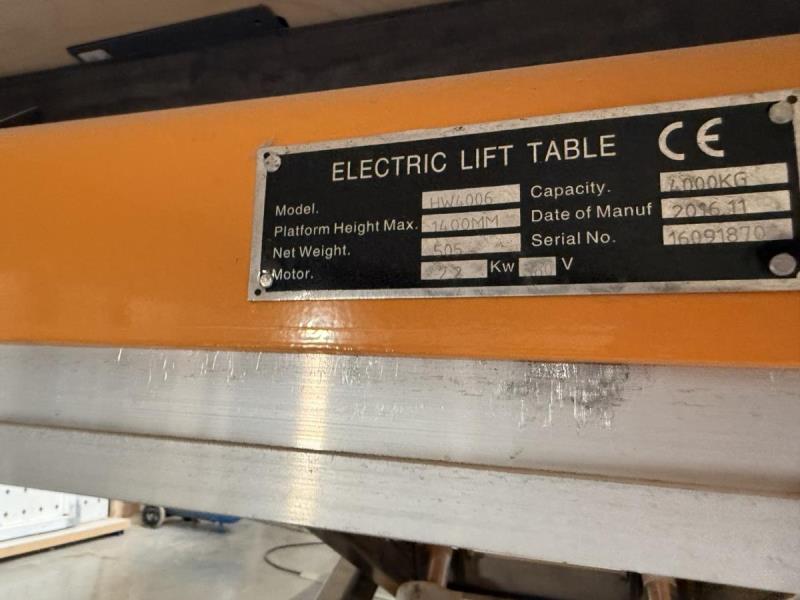 ELECTRIC LIFT TABLE CE
Model. HW4006 Capacity. 4000KG
Platform Height Max. 1400MM Date of Manuf 2016.11
Net Weight. 505 Serial No. 16091870
Motor. 2.2 Kw V